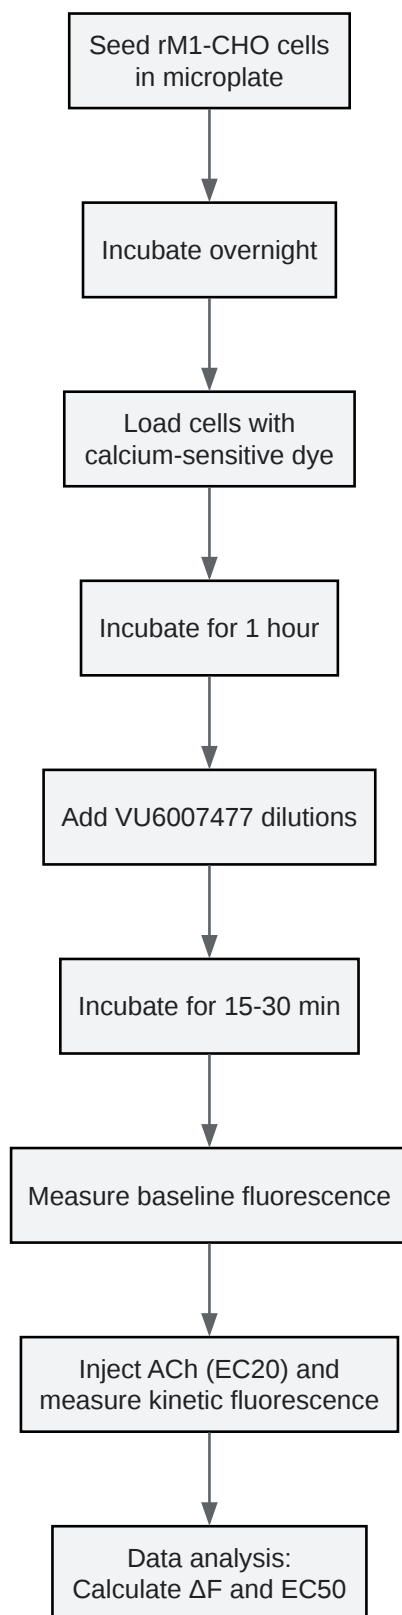 Seed rM1-CHO cells
in microplate
Incubate overnight
Load cells with
calcium-sensitive dye
Incubate for 1 hour
Add VU6007477 dilutions
Incubate for 15-30 min
Measure baseline fluorescence
Inject ACh (EC20) and
measure kinetic fluorescence
Data analysis:
Calculate ΔF and EC50